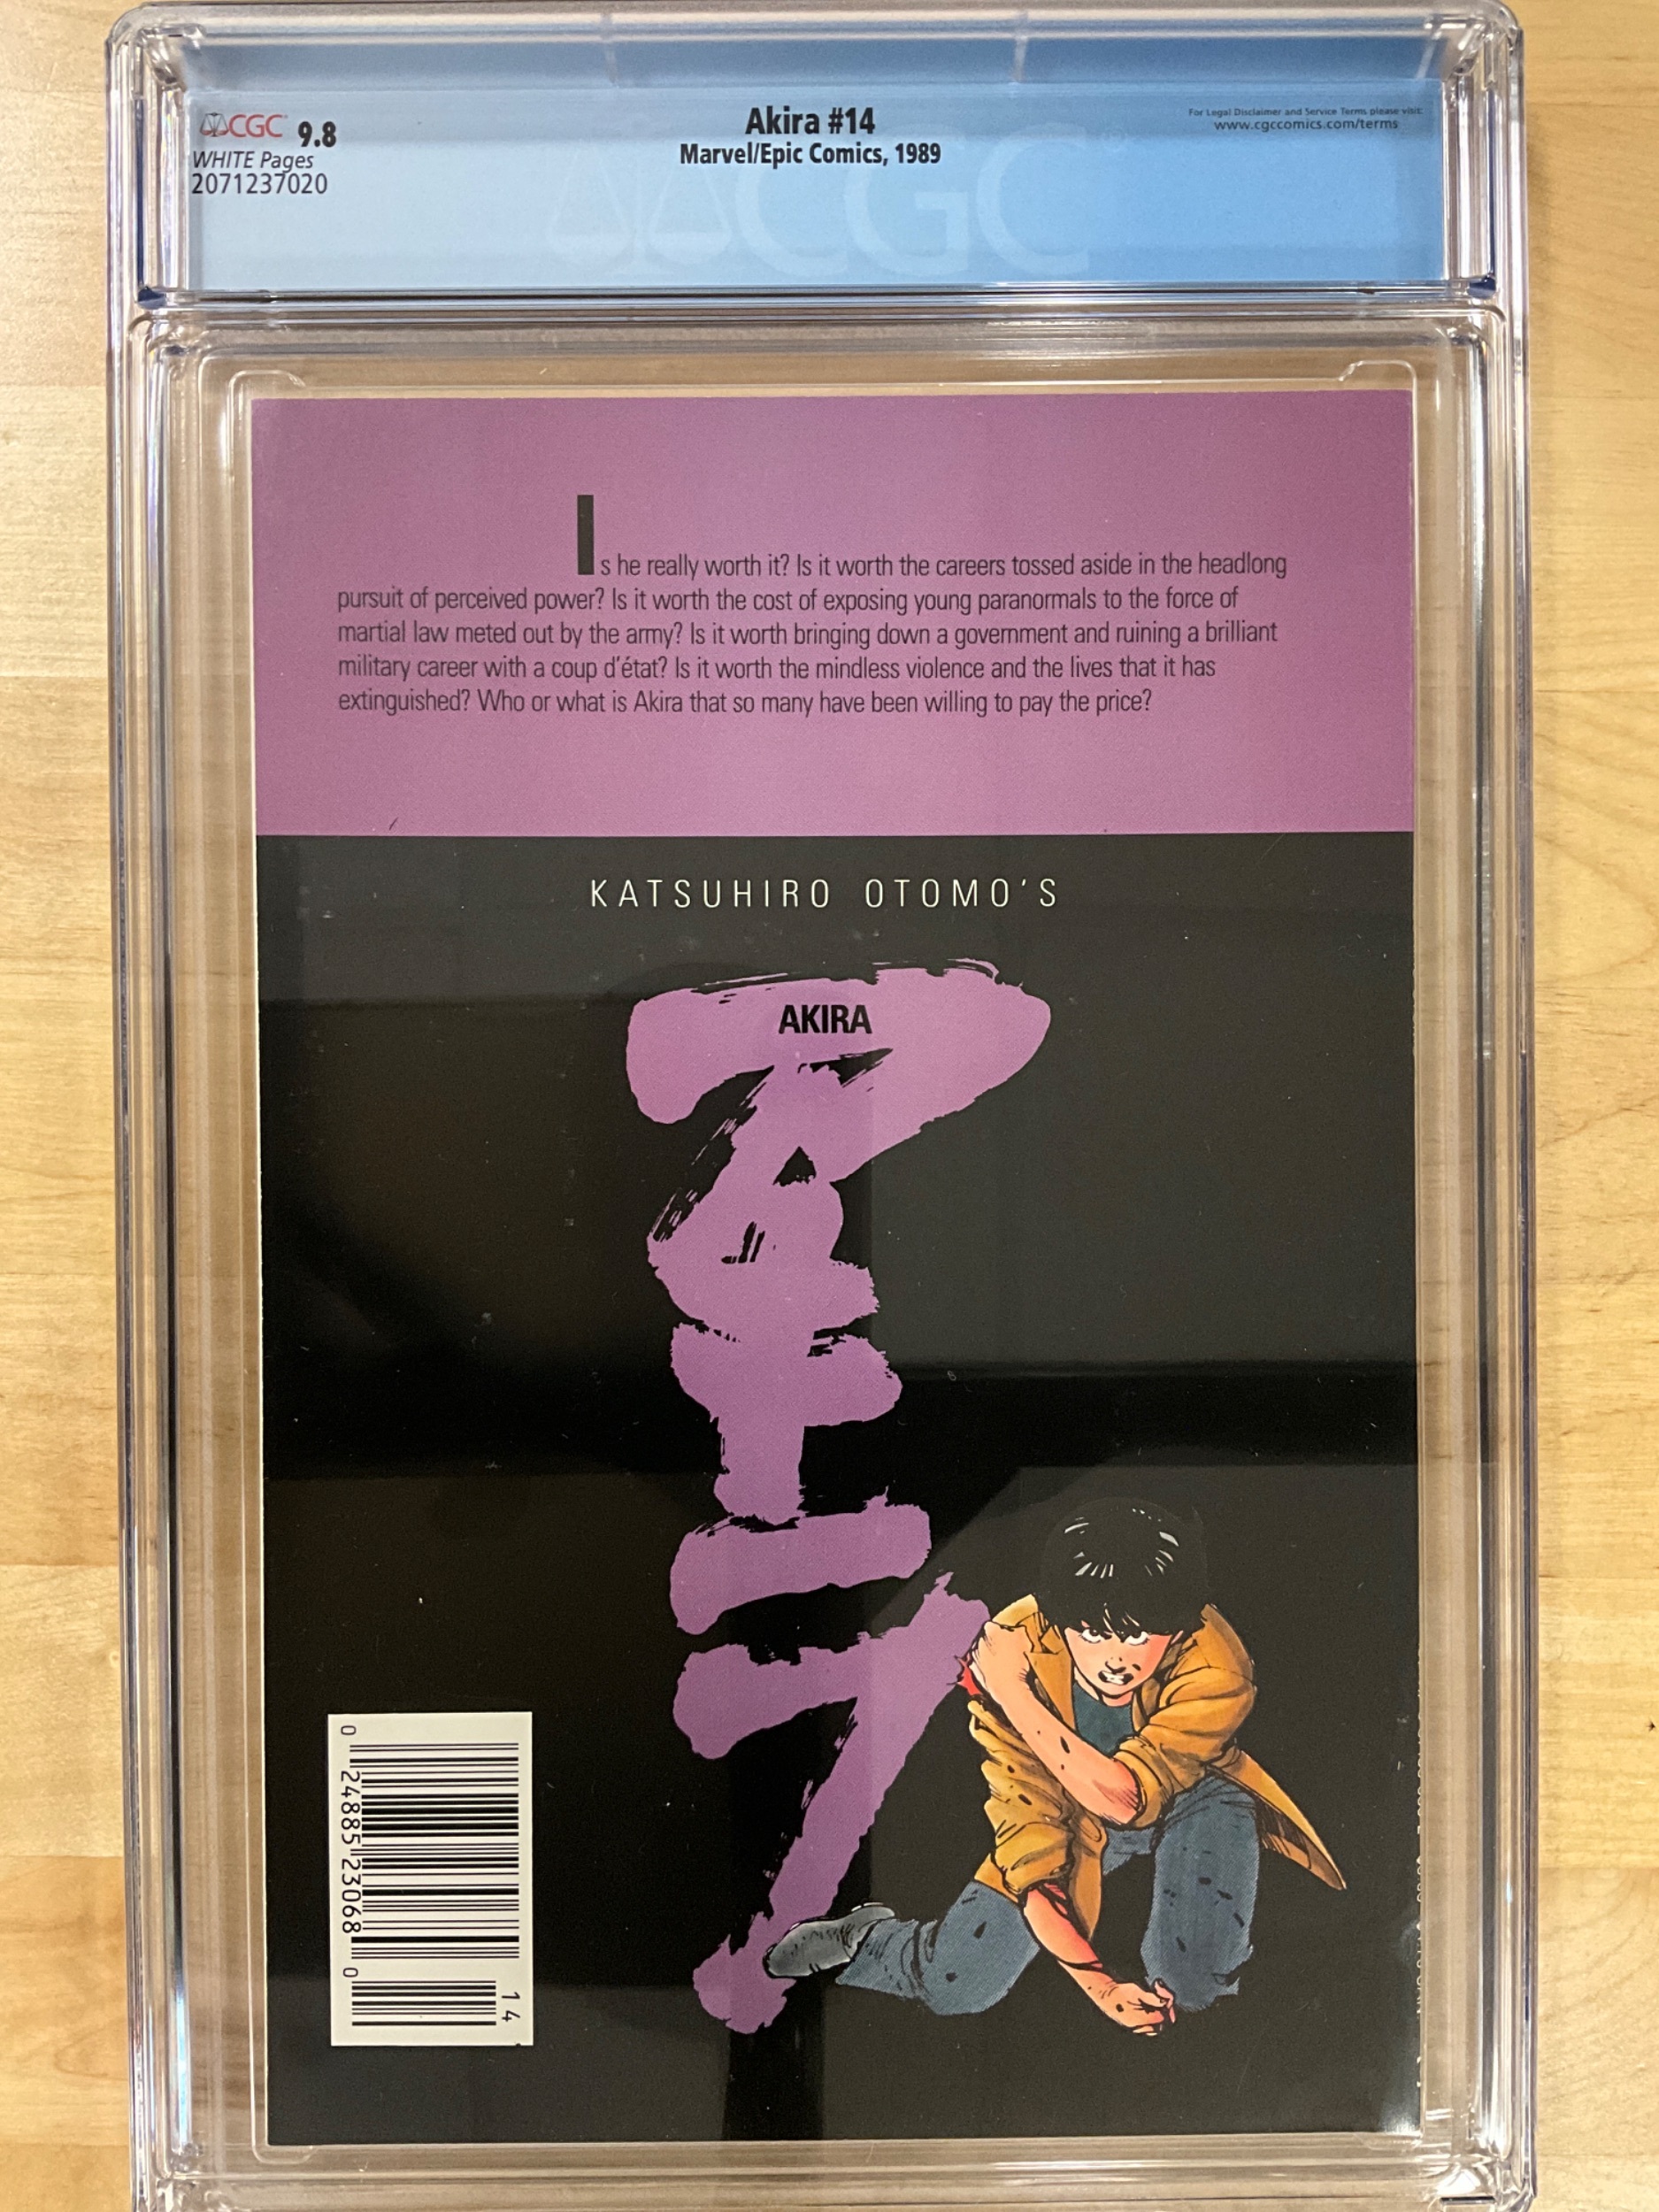 CGC 9.8
WHITE Pages
2071237020
Akira #14
Marvel/Epic Comics, 1989
For Legal Disclaimer and Service Terms please visit:
www.cgccomics.com/terms
CGC
Is he really worth it? Is it worth the careers tossed aside in the headlong
pursuit of perceived power? Is it worth the cost of exposing young paranormals to the force of
martial law meted out by the army? Is it worth bringing down a government and ruining a brilliant
military career with a coup d'état? Is it worth the mindless violence and the lives that it has
extinguished? Who or what is Akira that so many have been willing to pay the price?
KATSUHIRO OTOMO'S
AKIRA
アキラ
0 24885 23068 0
14